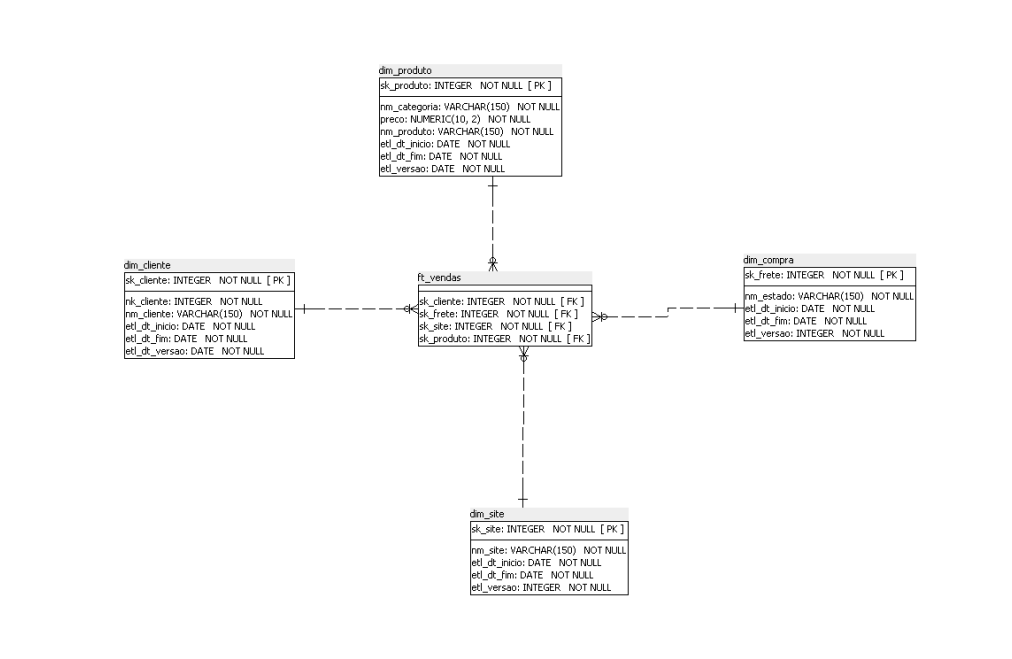 dim_produto
sk_produto: INTEGER NOT NULL [ PK ]
nm_categoria: VARCHAR(150) NOT NULL
preco: NUMERIC(10, 2) NOT NULL
nm_produto: VARCHAR(150) NOT NULL
etl_dt_inicio: DATE NOT NULL
etl_dt_fim: DATE NOT NULL
etl_versao: DATE NOT NULL
dim_cliente
sk_cliente: INTEGER NOT NULL [ PK ]
nk_cliente: INTEGER NOT NULL
nm_cliente: VARCHAR(150) NOT NULL
etl_dt_inicio: DATE NOT NULL
etl_dt_fim: DATE NOT NULL
etl_dt_versao: DATE NOT NULL
ft_vendas
sk_cliente: INTEGER NOT NULL [ FK ]
sk_frete: INTEGER NOT NULL [ FK ]
sk_site: INTEGER NOT NULL [ FK ]
sk_produto: INTEGER NOT NULL [ FK ]
dim_compra
sk_frete: INTEGER NOT NULL [ PK ]
nm_estado: VARCHAR(150) NOT NULL
etl_dt_inicio: DATE NOT NULL
etl_dt_fim: DATE NOT NULL
etl_versao: INTEGER NOT NULL
dim_site
sk_site: INTEGER NOT NULL [ PK ]
nm_site: VARCHAR(150) NOT NULL
etl_dt_inicio: DATE NOT NULL
etl_dt_fim: DATE NOT NULL
etl_versao: INTEGER NOT NULL